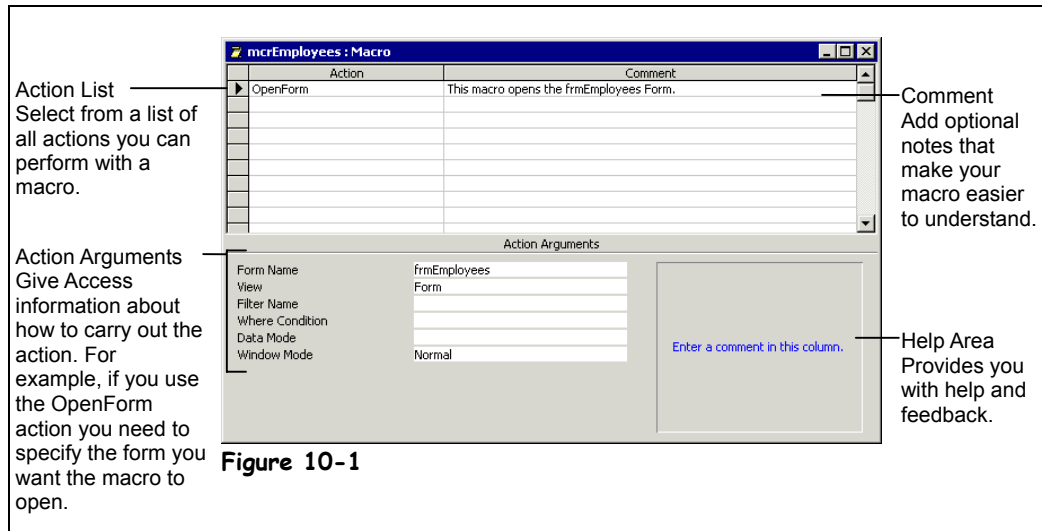 mcrEmployees : Macro
Action Comment
OpenForm This macro opens the frmEmployees Form.
Action List
Select from a list of
all actions you can
perform with a
macro.
Comment
Add optional
notes that
make your
macro easier
to understand.
Action Arguments
Action Arguments
Give Access
information about
how to carry out the
action. For
example, if you use
the OpenForm
action you need to
specify the form you
want the macro to
open.
Form Name frmEmployees
View Form
Filter Name
Where Condition
Data Mode
Window Mode Normal
Enter a comment in this column.
Help Area
Provides you
with help and
feedback.
Figure 10-1